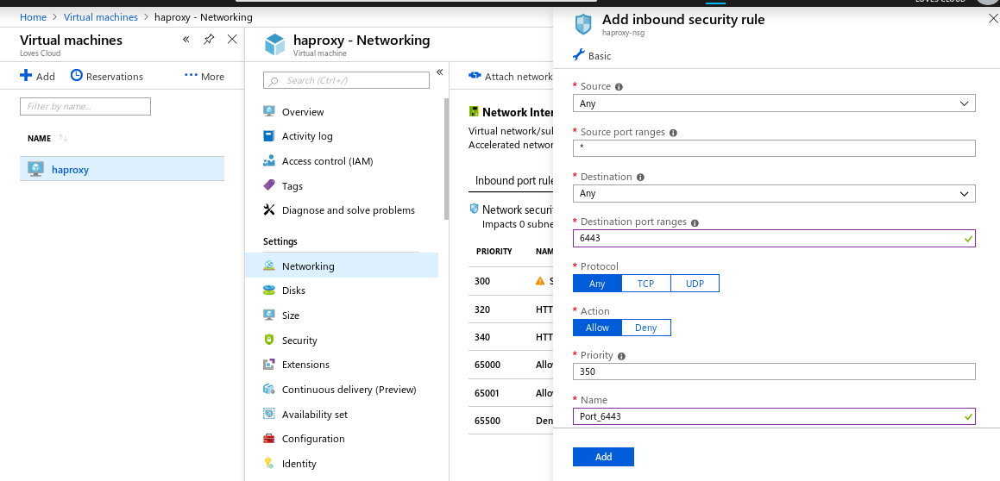 LOVES CLOUD
Home > Virtual machines > haproxy - Networking
Virtual machines
Loves Cloud
Add
Reservations
More
Filter by name...
NAME
haproxy
haproxy - Networking
Virtual machine
Search (Ctrl+/)
Overview
Activity log
Access control (IAM)
Tags
Diagnose and solve problems
Settings
Networking
Disks
Size
Security
Extensions
Continuous delivery (Preview)
Availability set
Configuration
Identity
Attach network
Network Inter
Virtual network/su
Accelerated networ
Inbound port rule
Network securi
Impacts 0 subne
PRIORITY NAM
300 S
320 HTT
340 HTT
65000 Allo
65001 Allo
65500 Den
Add inbound security rule
haproxy-nsg
Basic
* Source
Any
* Source port ranges
*
* Destination
Any
* Destination port ranges
6443
* Protocol
Any TCP UDP
* Action
Allow Deny
* Priority
350
* Name
Port_6443
Add